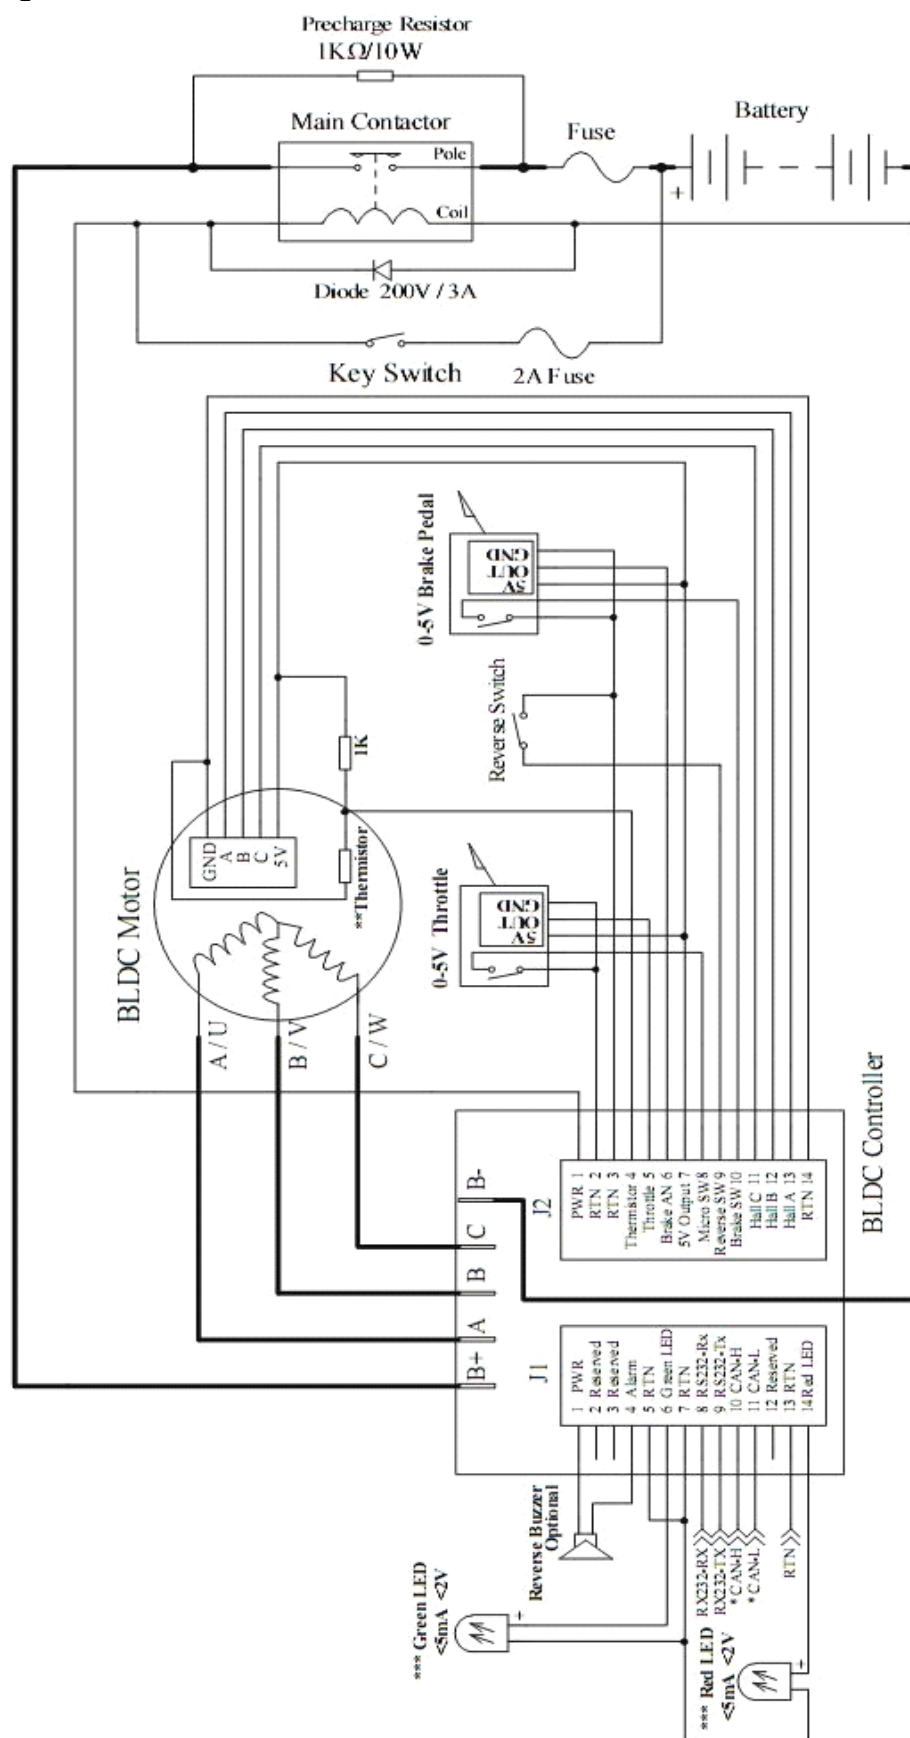 Precharge Resistor
1KΩ/10W
Main Contactor
Pole
Coil
Fuse
Battery
+
Diode 200V / 3A
Key Switch
2A Fuse
0-5V Brake Pedal
GND
OUT
5V
Reverse Switch
1K
**Thermistor
BLDC Motor
GND
A
B
C
5V
0-5V Throttle
GND
OUT
5V
A / U
B / V
C / W
BLDC Controller
B-
C
B
A
B+
J2
PWR 1
RTN 2
RTN 3
Thermistor 4
Throttle 5
Brake AN 6
5V Output 7
Micro SW8
Reverse SW9
Brake SW10
Hall C 11
Hall B 12
Hall A 13
RTN 14
J1
1 PWR
2 Reserved
3 Reserved
4 Alarm
5 RTN
6 Green LED
7 RTN
8 RS232-Rx
9 RS232-Tx
10 CAN-H
11 CAN-L
12 Reserved
13 RTN
14 Red LED
Reverse Buzzer
Optional
*** Green LED
<5mA <2V
+
RX232-RX
RX232-TX
* CAN-H
* CAN-L
RTN
*** Red LED
<5mA <2V
+